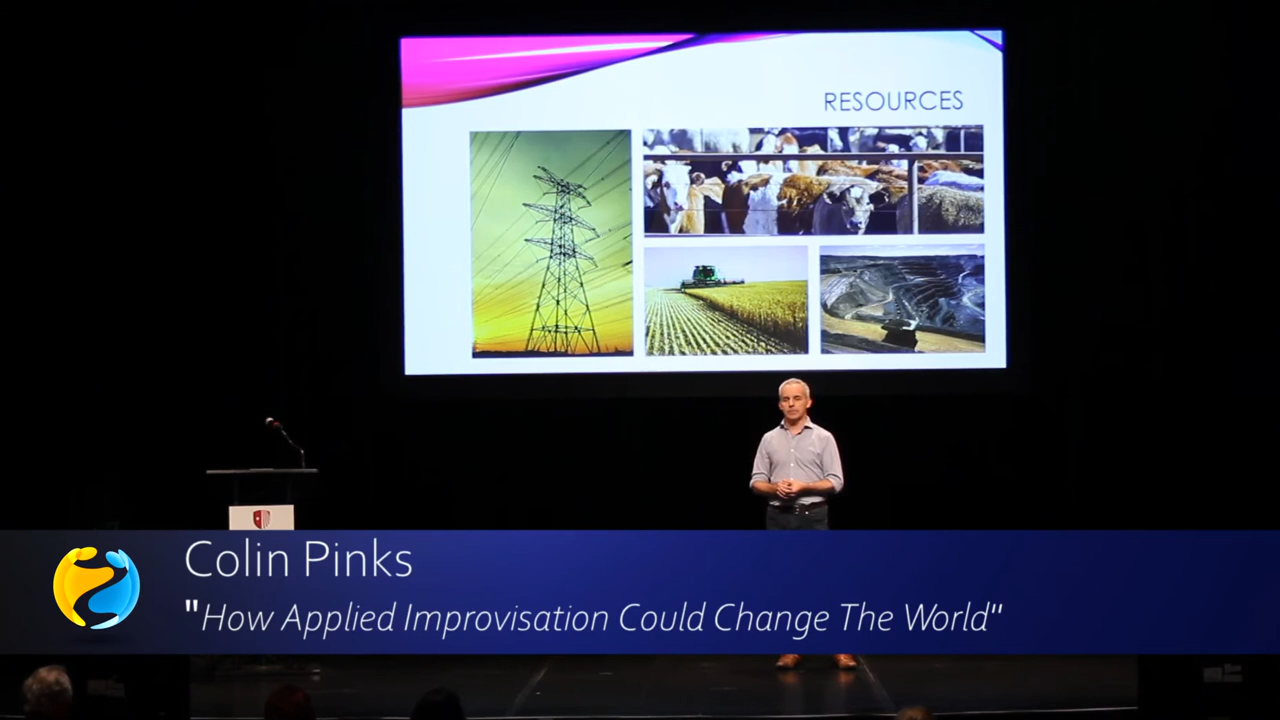 RESOURCES
Colin Pinks
"How Applied Improvisation Could Change The World"